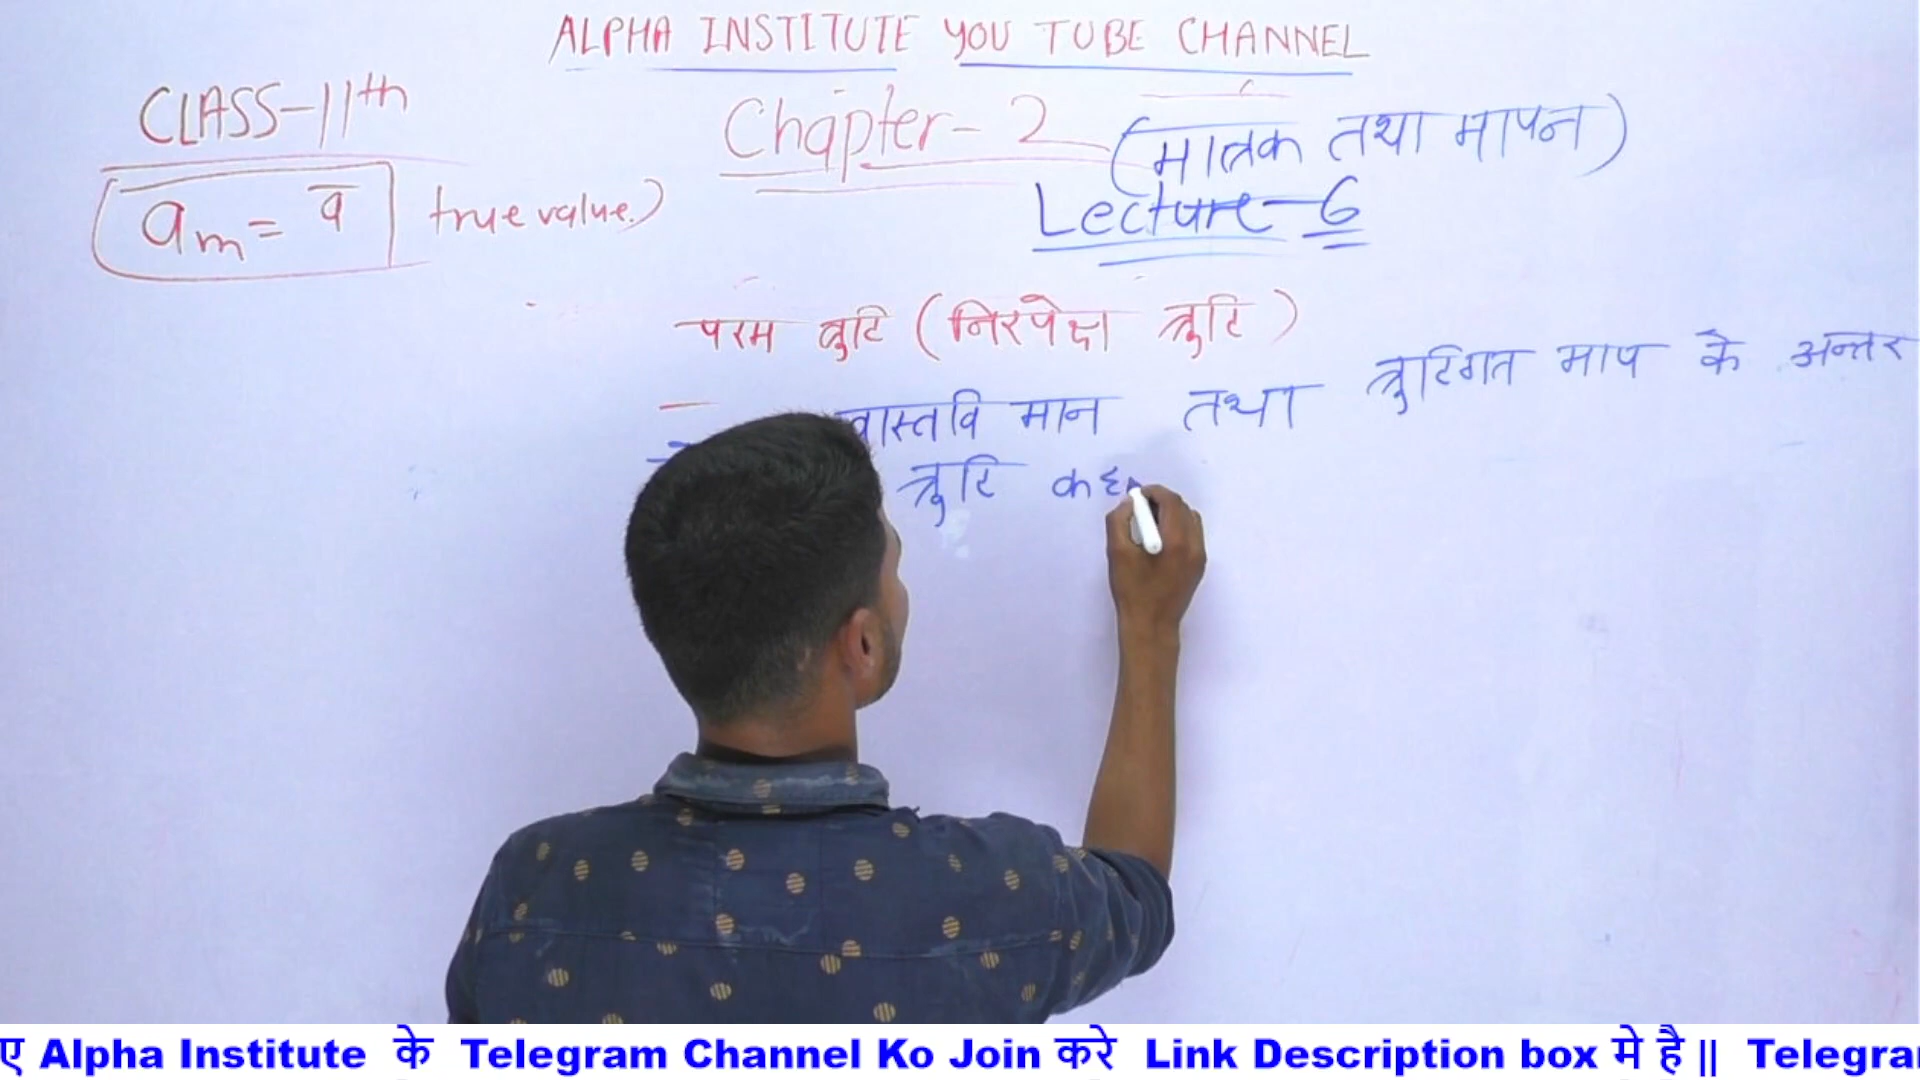 ALPHA INSTITUTE YOU TUBE CHANNEL
CLASS-11th
Chapter-2 (मात्रक तथा मापन)
Lecture-6
am = ā true value.)
परम त्रुटि (निरपेक्ष त्रुटि)
वास्तवि मान तथा त्रुटिगत माप के अन्तर
त्रुटि कह
ए Alpha Institute के Telegram Channel Ko Join करे Link Description box मे है || Telegra